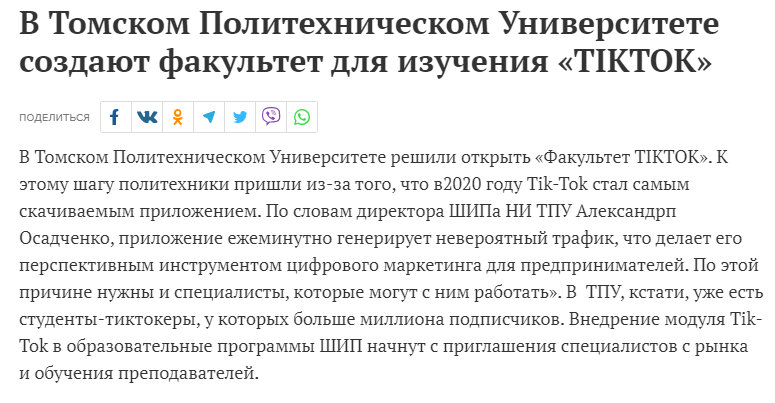 В Томском Политехническом Университете
создают факультет для изучения «TIKTOK»
ПОДЕЛИТЬСЯ
В Томском Политехническом Университете решили открыть «Факультет TIKTOK». К
этому шагу политехники пришли из-за того, что в2020 году Tik-Tok стал самым
скачиваемым приложением. По словам директора ШИПа НИ ТПУ Александрп
Осадченко, приложение ежеминутно генерирует невероятный трафик, что делает его
перспективным инструментом цифрового маркетинга для предпринимателей. По этой
причине нужны и специалисты, которые могут с ним работать». В  ТПУ, кстати, уже есть
студенты-тиктокеры, у которых больше миллиона подписчиков. Внедрение модуля Tik-
Tok в образовательные программы ШИП начнут с приглашения специалистов с рынка
и обучения преподавателей.